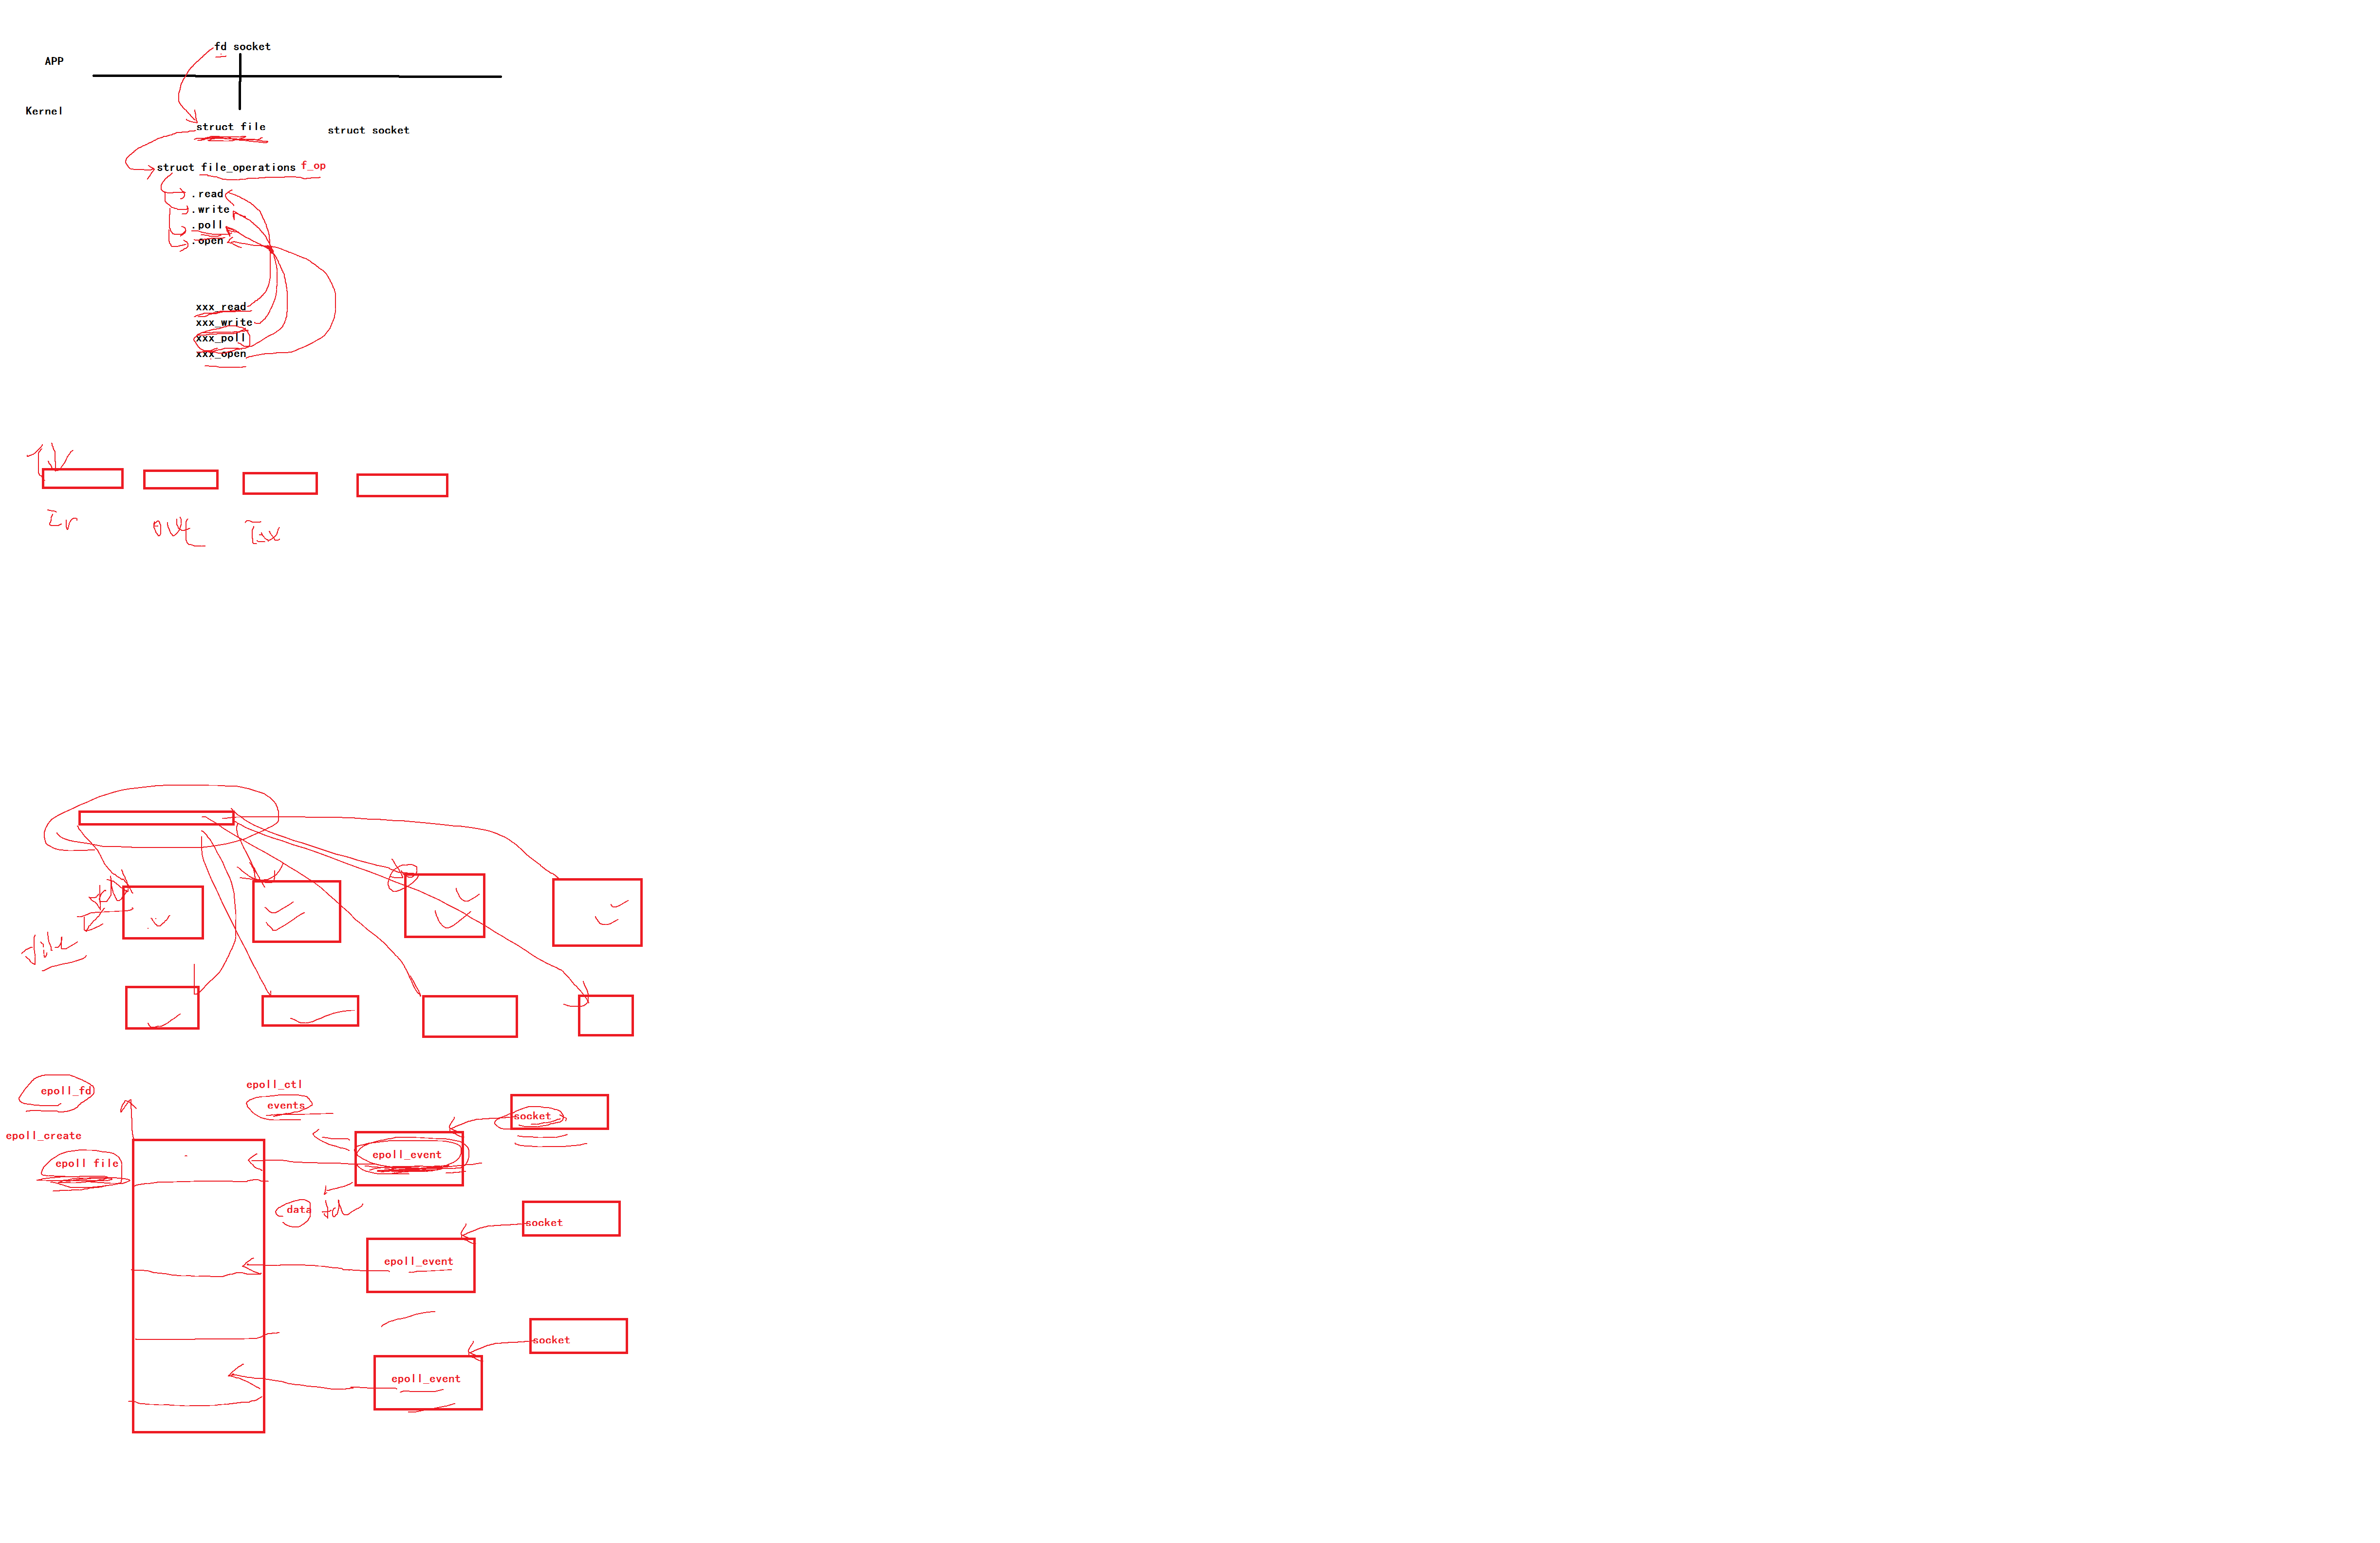 fd socket
APP
Kernel
struct file
struct socket
struct file_operations f_op
.read
.write
.poll
.open
xxx_read
xxx_write
xxx_poll
xxx_open
In
out
Ex
fd
file
epoll_fd
epoll_ctl
events
socket
epoll_create
epoll_event
epoll file
data fd
socket
epoll_event
socket
epoll_event